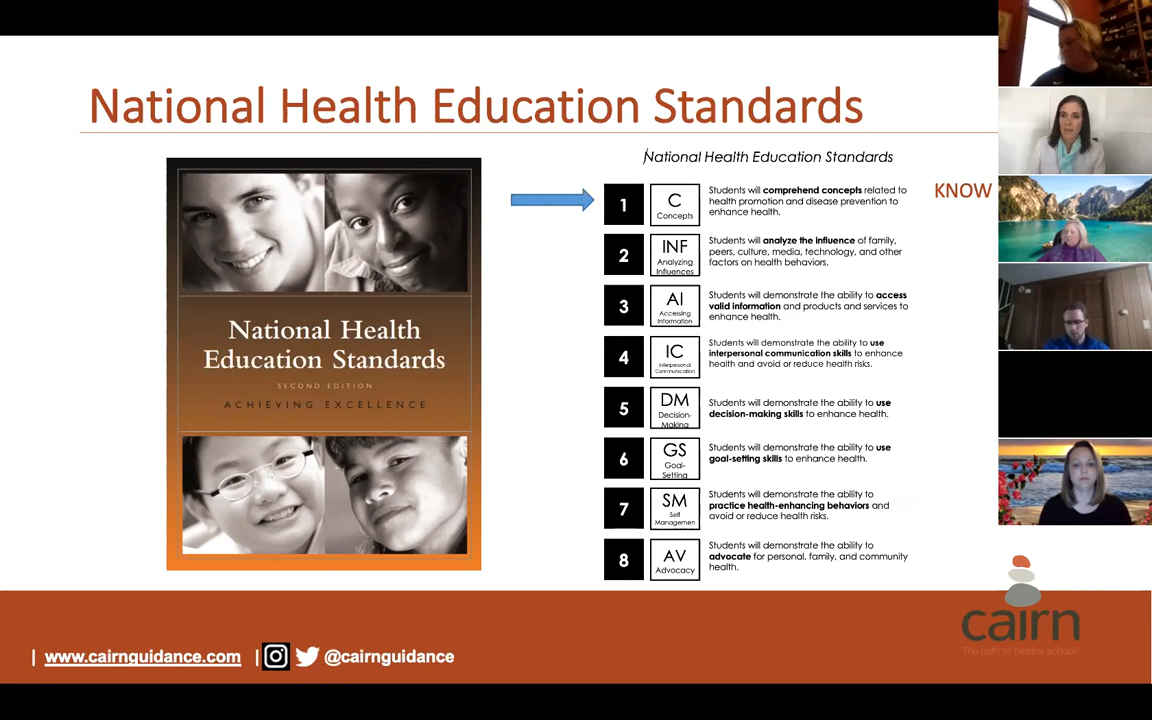 National Health Education Standards
National Health
Education Standards
SECOND EDITION
ACHIEVING EXCELLENCE
National Health Education Standards
1
C
Concepts
Students will comprehend concepts related to
health promotion and disease prevention to
enhance health.
KNOW
2
INF
Analyzing
Influences
Students will analyze the influence of family,
peers, culture, media, technology, and other
factors on health behaviors.
3
AI
Accessing
Information
Students will demonstrate the ability to access
valid information and products and services to
enhance health.
4
IC
Interpersonal
Communication
Students will demonstrate the ability to use
interpersonal communication skills to enhance
health and avoid or reduce health risks.
5
DM
Decision-
Making
Students will demonstrate the ability to use
decision-making skills to enhance health.
6
GS
Goal-
Setting
Students will demonstrate the ability to use
goal-setting skills to enhance health.
7
SM
Self
Managemen
Students will demonstrate the ability to
practice health-enhancing behaviors and
avoid or reduce health risks.
8
AV
Advocacy
Students will demonstrate the ability to
advocate for personal, family, and community
health.
cairn
The path to healthy schools
| www.cairnguidance.com | @cairnguidance